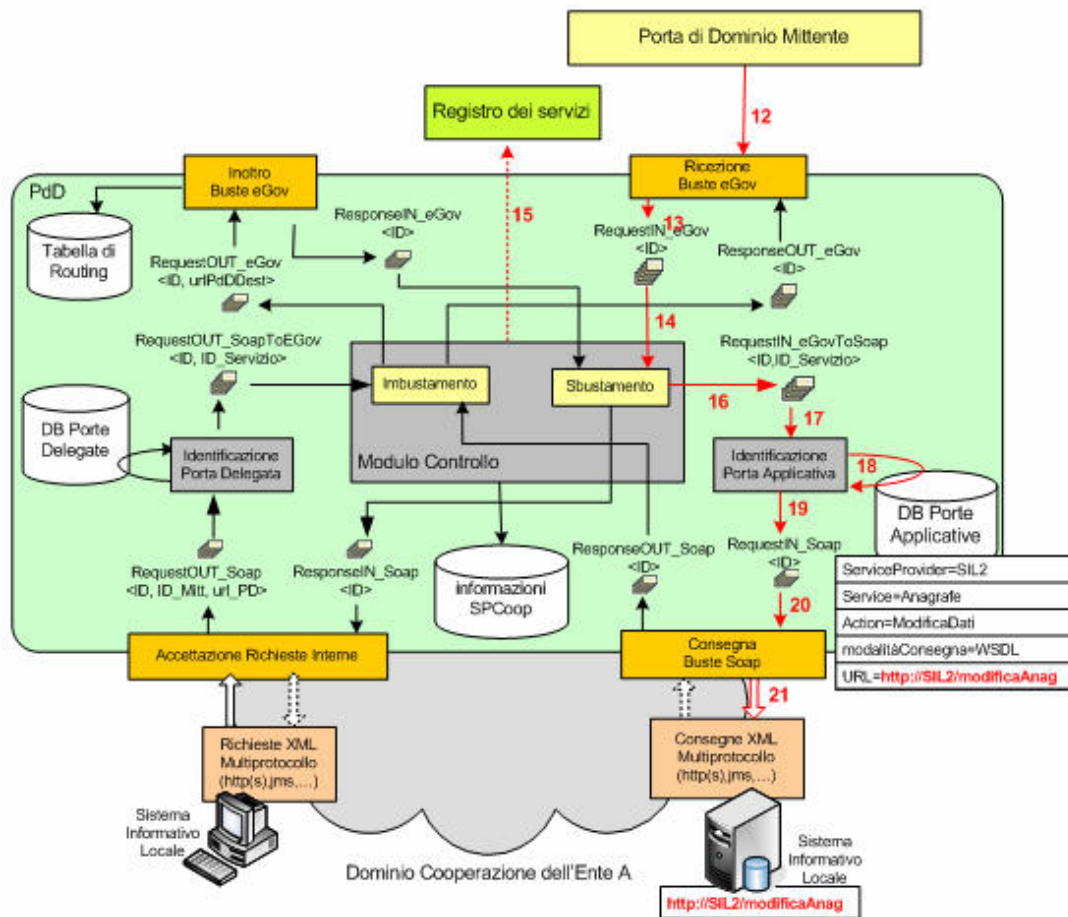 Porta di Dominio Mittente
Registro dei servizi
12
PdD
Inoltro
Buste eGov
Ricezione
Buste eGov
15
13
Tabella di
Routing
ResponseIN_eGov
<ID>
RequestIN_eGov
<ID>
ResponseOUT_eGov
<ID>
RequestOUT_eGov
<ID, urlPdDDest>
14
RequestOUT_SoapToEGov
<ID, ID_Servizio>
RequestIN_eGovToSoap
<ID,ID_Servizio>
Imbustamento
Sbustamento
16
17
DB Porte
Delegate
Identificazione
Porta Delegata
Modulo Controllo
Identificazione
Porta Applicativa
18
19
DB Porte
Applicative
RequestOUT_Soap
<ID, ID_Mitt, url_PD>
ResponseIN_Soap
<ID>
informazioni
SPCoop
ResponseOUT_Soap
<ID>
RequestIN_Soap
<ID>
20
ServiceProvider=SIL2
Service=Anagrafe
Action=ModificaDati
modalitàConsegna=WSDL
URL=http://SIL2/modificaAnag
Accettazione Richieste Interne
Consegna
Buste Soap
21
Richieste XML
Multiprotocollo
(http(s),jms,...)
Consegne XML
Multiprotocollo
(http(s),jms,...)
Sistema
Informativo
Locale
Dominio Cooperazione dell'Ente A
Sistema
Informativo
Locale
http://SIL2/modificaAnag